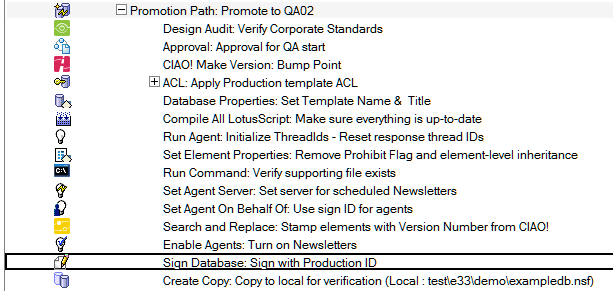 Promotion Path: Promote to QA02
Design Audit: Verify Corporate Standards
Approval: Approval for QA start
CIAO! Make Version: Bump Point
ACL: Apply Production template ACL
Database Properties: Set Template Name & Title
Compile All LotusScript: Make sure everything is up-to-date
Run Agent: Initialize ThreadIds - Reset response thread IDs
Set Element Properties: Remove Prohibit Flag and element-level inheritance
C:\ Run Command: Verify supporting file exists
Set Agent Server: Set server for scheduled Newsletters
Set Agent On Behalf Of: Use sign ID for agents
Search and Replace: Stamp elements with Version Number from CIAO!
Enable Agents: Turn on Newsletters
Sign Database: Sign with Production ID
Create Copy: Copy to local for verification (Local : test\e33\demo\exampledb.nsf)